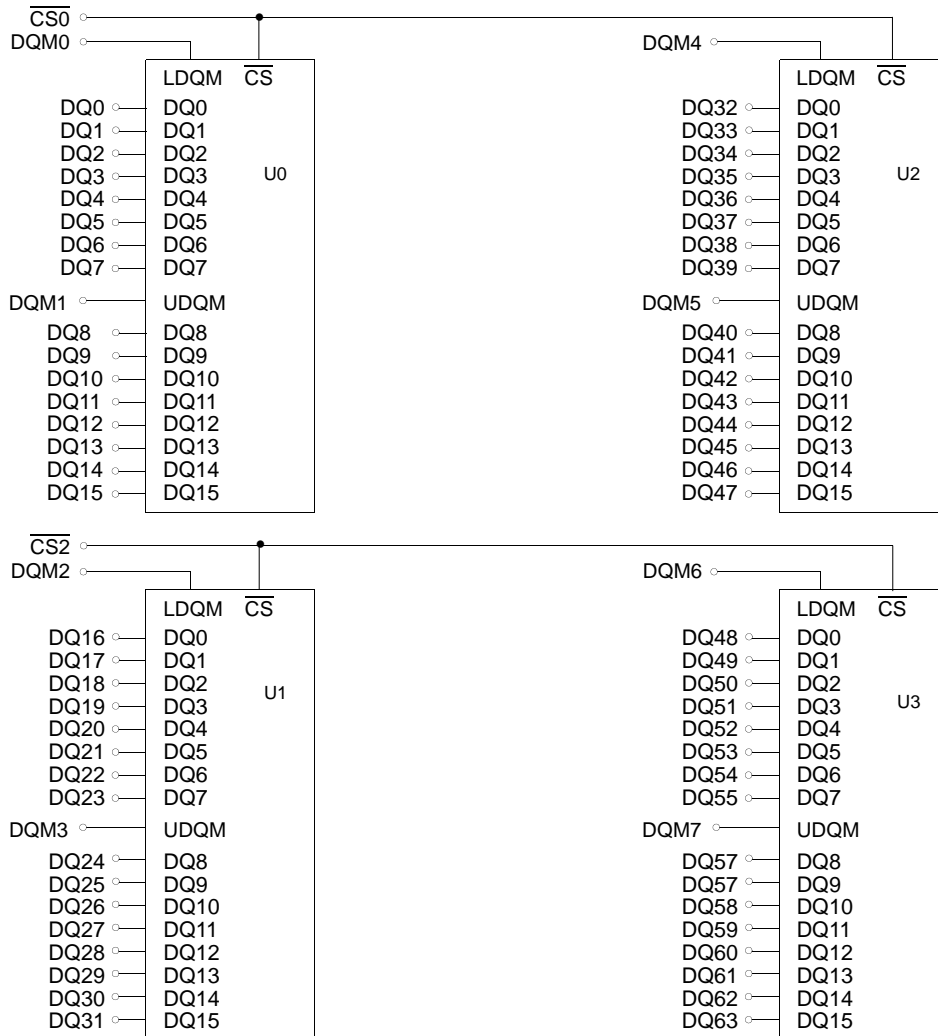 CS0
DQM0 DQM4
LDQM CS LDQM CS
DQ0 DQ0 DQ32 DQ0
DQ1 DQ1 DQ33 DQ1
DQ2 DQ2 DQ34 DQ2
DQ3 DQ3 U0 DQ35 DQ3 U2
DQ4 DQ4 DQ36 DQ4
DQ5 DQ5 DQ37 DQ5
DQ6 DQ6 DQ38 DQ6
DQ7 DQ7 DQ39 DQ7
DQM1 UDQM DQM5 UDQM
DQ8 DQ8 DQ40 DQ8
DQ9 DQ9 DQ41 DQ9
DQ10 DQ10 DQ42 DQ10
DQ11 DQ11 DQ43 DQ11
DQ12 DQ12 DQ44 DQ12
DQ13 DQ13 DQ45 DQ13
DQ14 DQ14 DQ46 DQ14
DQ15 DQ15 DQ47 DQ15
CS2
DQM2 DQM6
LDQM CS LDQM CS
DQ16 DQ0 DQ48 DQ0
DQ17 DQ1 DQ49 DQ1
DQ18 DQ2 U1 DQ50 DQ2
DQ19 DQ3 DQ51 DQ3 U3
DQ20 DQ4 DQ52 DQ4
DQ21 DQ5 DQ53 DQ5
DQ22 DQ6 DQ54 DQ6
DQ23 DQ7 DQ55 DQ7
DQM3 UDQM DQM7 UDQM
DQ24 DQ8 DQ57 DQ8
DQ25 DQ9 DQ57 DQ9
DQ26 DQ10 DQ58 DQ10
DQ27 DQ11 DQ59 DQ11
DQ28 DQ12 DQ60 DQ12
DQ29 DQ13 DQ61 DQ13
DQ30 DQ14 DQ62 DQ14
DQ31 DQ15 DQ63 DQ15